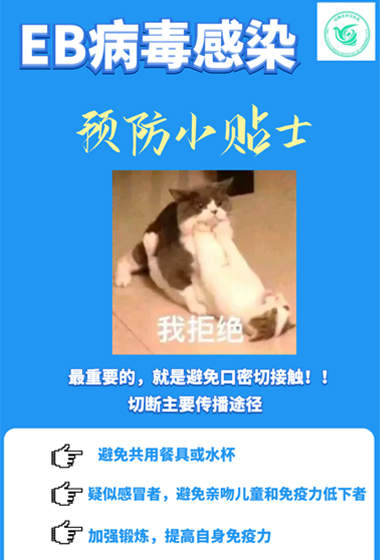 EB病毒感染
预防小贴士
我拒绝
最重要的，就是避免口密切接触！！
切断主要传播途径
避免共用餐具或水杯
疑似感冒者，避免亲吻儿童和免疫力低下者
加强锻炼，提高自身免疫力